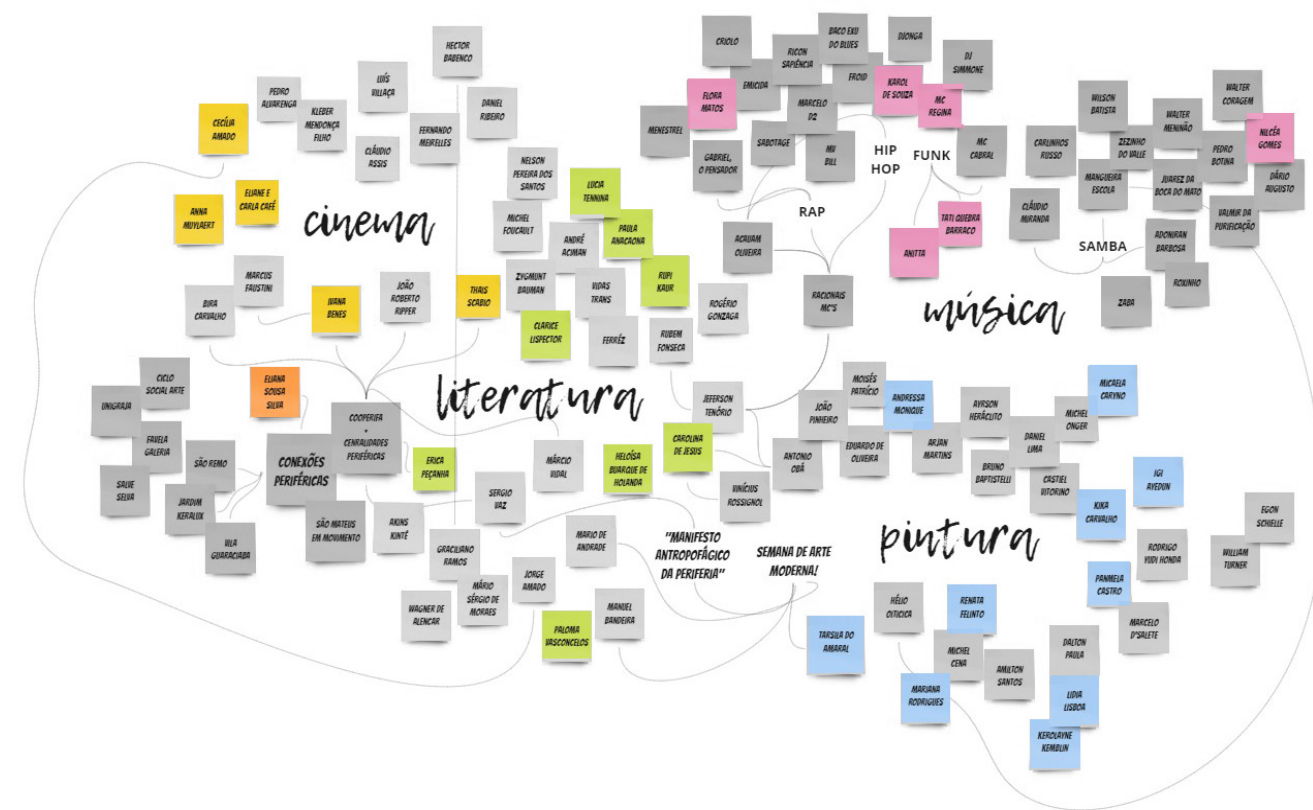 HECTOR
BABENCO
LUÍS
VILLAÇA
PEDRO
ALVARENGA
KLEBER
MENDONÇA
FILHO
DANIEL
RIBEIRO
FERNANDO
MEIRELLES
CLÁUDIO
ASSIS
CECÍLIA
AMADO
ELIANE E
CARLA CAFÉ
ANNA
MUYLAERT
cinema
MARCUS
FAUSTINI
BIRA
CARVALHO
IVANA
BENES
JOÃO
ROBERTO
RIPPER
THAIS
SCABIO
NELSON
PEREIRA DOS
SANTOS
LUCIA
TENNINA
MICHEL
FOUCAULT
PAULA
ANACAONA
ANDRÉ
ACIMAN
RUPI
KAUR
ZYGMUNT
BAUMAN
VIDAS
TRANS
ROGÉRIO
GONZAGA
CLARICE
LISPECTOR
FERRÉZ
RUBEM
FONSECA
literatura
CRIOLO
RICON
SAPIÊNCIA
BACO EXU
DO BLUES
DJONGA
DJ
SIMMONE
FLORA
MATOS
EMICIDA
FROID
MARCELO
D2
KAROL
DE SOUZA
MC
REGINA
MENESTREL
GABRIEL,
O PENSADOR
SABOTAGE
MV
BILL
HIP
HOP
FUNK
MC
CABRAL
RAP
ACAUAM
OLIVEIRA
RACIONAIS
MC'S
ANITTA
TATI QUEBRA
BARRACO
WALTER
CORAGEM
WILSON
BATISTA
WALTER
MENINÃO
NILCÉA
GOMES
CARLINHOS
RUSSO
ZEZINHO
DO VALLE
PEDRO
BOTINA
MANGUEIRA
ESCOLA
JUAREZ DA
BOCA DO MATO
DÁRIO
AUGUSTO
CLÁUDIO
MIRANDA
VALMIR DA
PURIFICAÇÃO
SAMBA
ADONIRAN
BARBOSA
ROXINHO
ZABA
música
CICLO
SOCIAL ARTE
UNIGRAJA
ELIANA
SOUSA
SILVA
FAVELA
GALERIA
COOPERIFA
+
CENRALIDADES
PERIFÉRICAS
SÃO REMO
CONEXÕES
PERIFÉRICAS
SALVE
SELVA
JARDIM
KERALUX
VILA
GUARACIABA
SÃO MATEUS
EM MOVIMENTO
AKINS
KINTÊ
ERICA
PEÇANHA
SERGIO
VAZ
MÁRCIO
VIDAL
HELOÍSA
BUARQUE DE
HOLANDA
CAROLINA
DE JESUS
JEFERSON
TENÓRIO
VINÍCIUS
ROSSIGNOL
GRACILIANO
RAMOS
MARIO DE
ANDRADE
"MANIFESTO
ANTROPOFÁGICO
DA PERIFERIA"
SEMANA DE ARTE
MODERNA!
MÁRIO
SÉRGIO DE
MORAES
JORGE
AMADO
WAGNER DE
ALENCAR
PALOMA
VASCONCELOS
MANUEL
BANDEIRA
MOISÉS
PATRÍCIO
JOÃO
PINHEIRO
ANDRESSA
MONIQUE
AYRSON
HERÁCLITO
MICAELA
CARYNO
MICHEL
ONGER
ANTONIO
OBÁ
EDUARDO DE
OLIVEIRA
ARJAN
MARTINS
DANIEL
LIMA
BRUNO
BAPTISTELLI
CASTIEL
VITORINO
IGI
AYEDUN
KIKA
CARVALHO
EGON
SCHIELLE
pintura
RODRIGO
YUDI HONDA
WILLIAM
TURNER
PANMELA
CASTRO
HÉLIO
OITICICA
RENATA
FELINTO
MARCELO
D'SALETE
TARSILA DO
AMARAL
MICHEL
CENA
DALTON
PAULA
AMILTON
SANTOS
MARIANA
RODRIGUES
LIDIA
LISBOA
KEROLAYNE
KEMBLIN